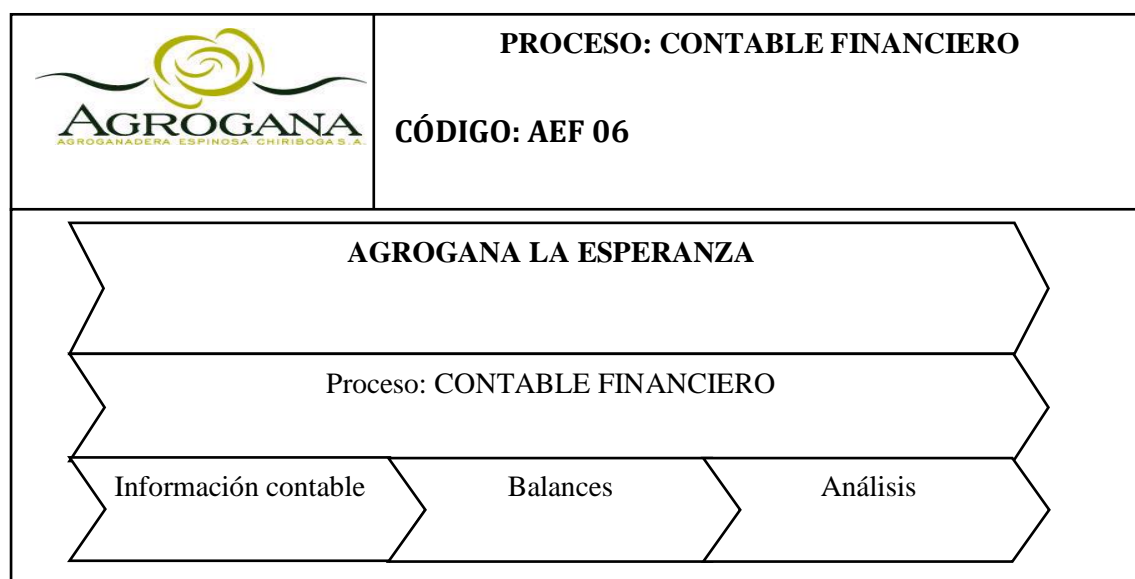 AGROGANA
AGROGANADERA ESPINOSA CHIRIBOGA S.A.
PROCESO: CONTABLE FINANCIERO
CÓDIGO: AEF 06
AGROGANA LA ESPERANZA
Proceso: CONTABLE FINANCIERO
Información contable
Balances
Análisis